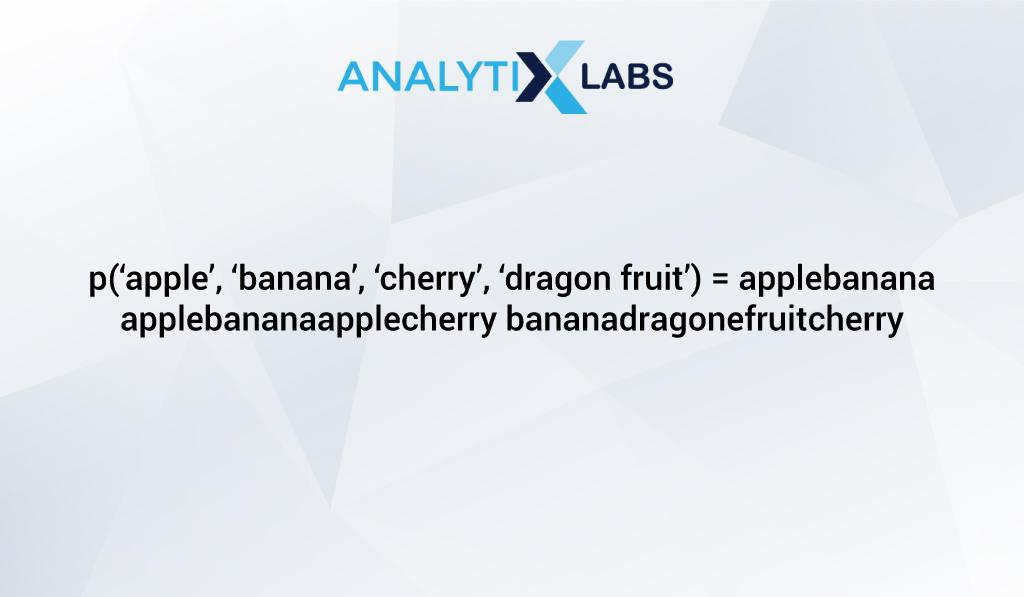 ANALYTIX LABS
p(‘apple’, ‘banana’, ‘cherry’, ‘dragon fruit’) = applebanana
applebananaapplecherry bananadragonefruitcherry